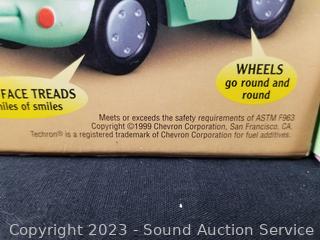 WHEELS
go round and
round
FACE TREADS
miles of smiles
Meets or exceeds the safety requirements of ASTM F963
Copyright ©1999 Chevron Corporation, San Francisco, CA.
Techron® is a registered trademark of Chevron Corporation for fuel additives.
Copyright 2023 - Sound Auction Service